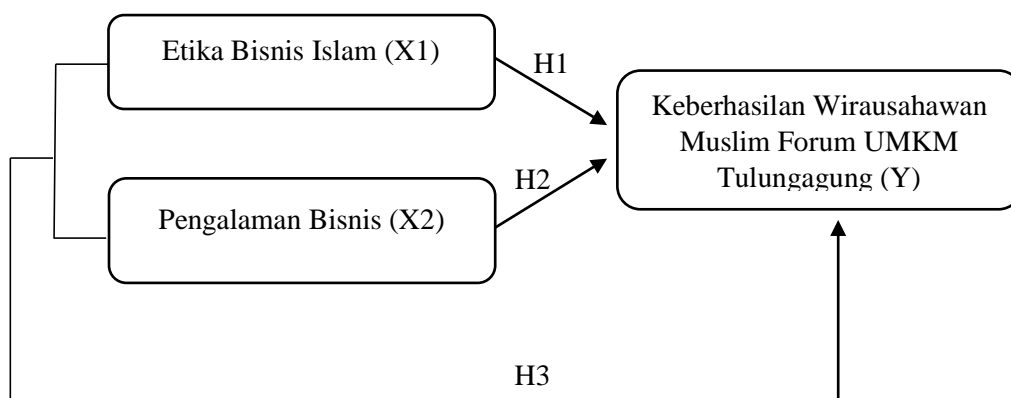 Etika Bisnis Islam (X1)
H1
Keberhasilan Wirausahawan
Muslim Forum UMKM
Tulungagung (Y)
H2
Pengalaman Bisnis (X2)
H3